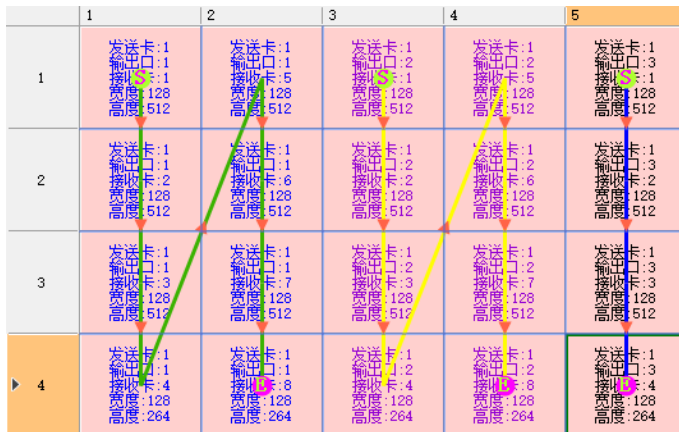 1 2 3 4 5
1
发送卡:1 发送卡:1 发送卡:1 发送卡:1 发送卡:1
输出口:1 输出口:1 输出口:2 输出口:2 输出口:3
接收卡:1 接收卡:5 接收卡:1 接收卡:5 接收卡:1
宽度:128 宽度:128 宽度:128 宽度:128 宽度:128
高度:512 高度:512 高度:512 高度:512 高度:512
S S S
2
发送卡:1 发送卡:1 发送卡:1 发送卡:1 发送卡:1
输出口:1 输出口:1 输出口:2 输出口:2 输出口:3
接收卡:2 接收卡:6 接收卡:2 接收卡:6 接收卡:2
宽度:128 宽度:128 宽度:128 宽度:128 宽度:128
高度:512 高度:512 高度:512 高度:512 高度:512
3
发送卡:1 发送卡:1 发送卡:1 发送卡:1 发送卡:1
输出口:1 输出口:1 输出口:2 输出口:2 输出口:3
接收卡:3 接收卡:7 接收卡:3 接收卡:7 接收卡:3
宽度:128 宽度:128 宽度:128 宽度:128 宽度:128
高度:512 高度:512 高度:512 高度:512 高度:512
4
发送卡:1 发送卡:1 发送卡:1 发送卡:1 发送卡:1
输出口:1 输出口:1 输出口:2 输出口:2 输出口:3
接收卡:4 接收卡:8 接收卡:4 接收卡:8 接收卡:4
宽度:128 宽度:128 宽度:128 宽度:128 宽度:128
高度:264 高度:264 高度:264 高度:264 高度:264
E E E